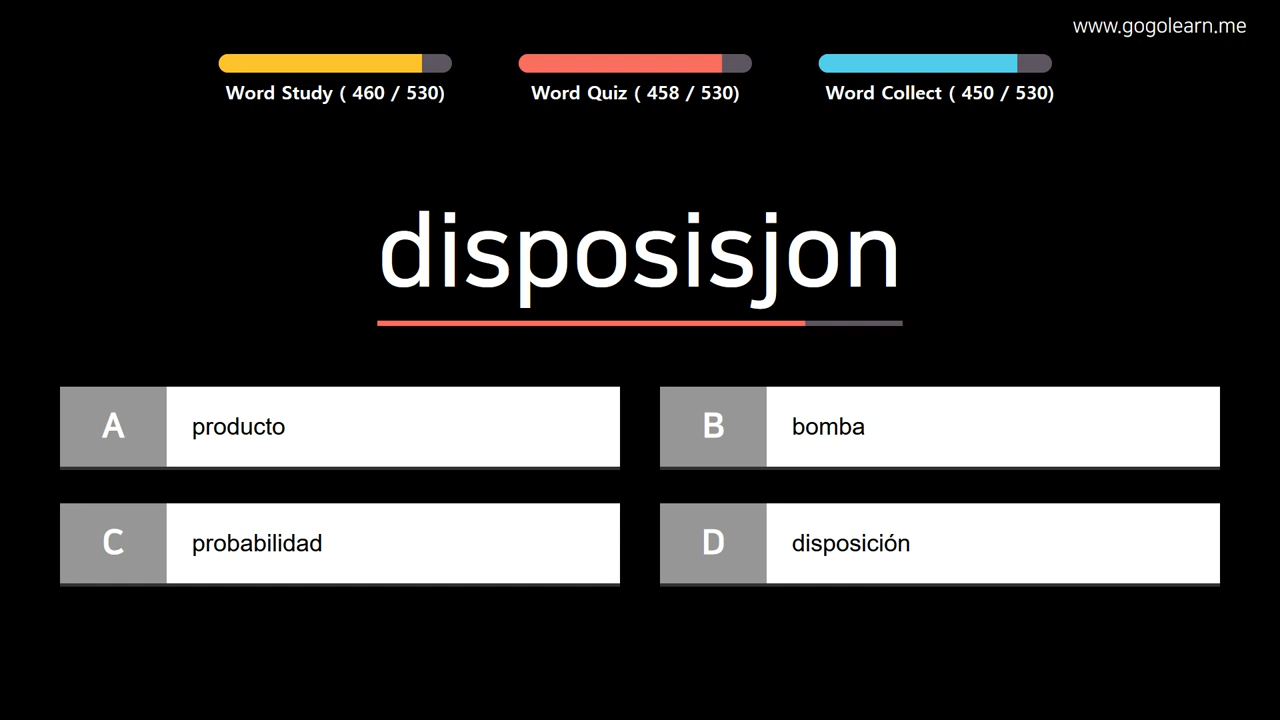 www.gogolearn.me
Word Study ( 460 / 530)
Word Quiz ( 458 / 530)
Word Collect ( 450 / 530)
disposisjon
A producto
B bomba
C probabilidad
D disposición